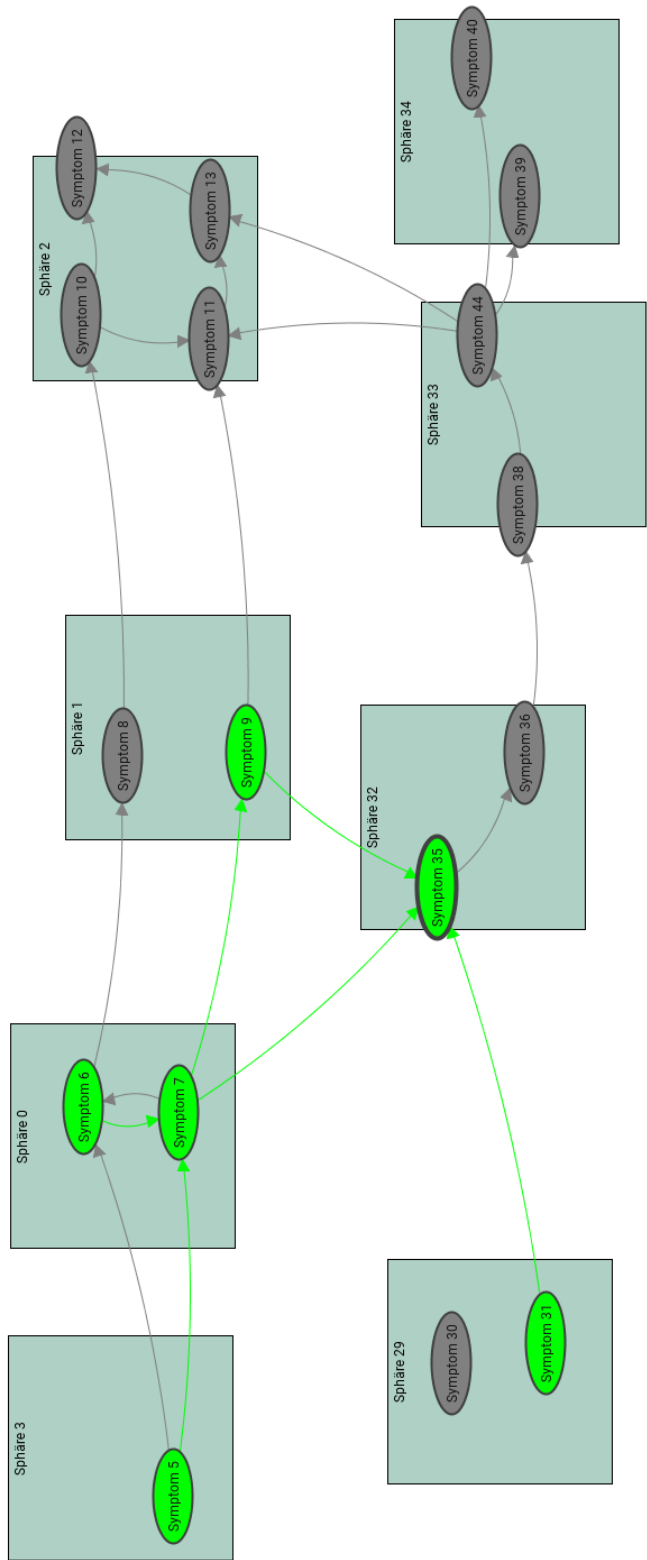 Sphäre 3
Symptom 5
Sphäre 0
Symptom 6
Symptom 7
Sphäre 1
Symptom 8
Symptom 9
Sphäre 2
Symptom 10
Symptom 12
Symptom 11
Symptom 13
Sphäre 29
Symptom 30
Symptom 31
Sphäre 32
Symptom 35
Symptom 36
Sphäre 33
Symptom 38
Symptom 44
Sphäre 34
Symptom 39
Symptom 40